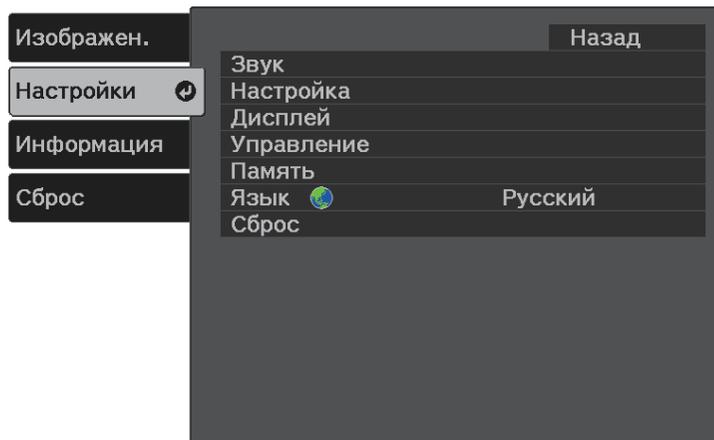 Изображен.
Настройки
Информация
Сброс
Назад
Звук
Настройка
Дисплей
Управление
Память
Язык Русский
Сброс